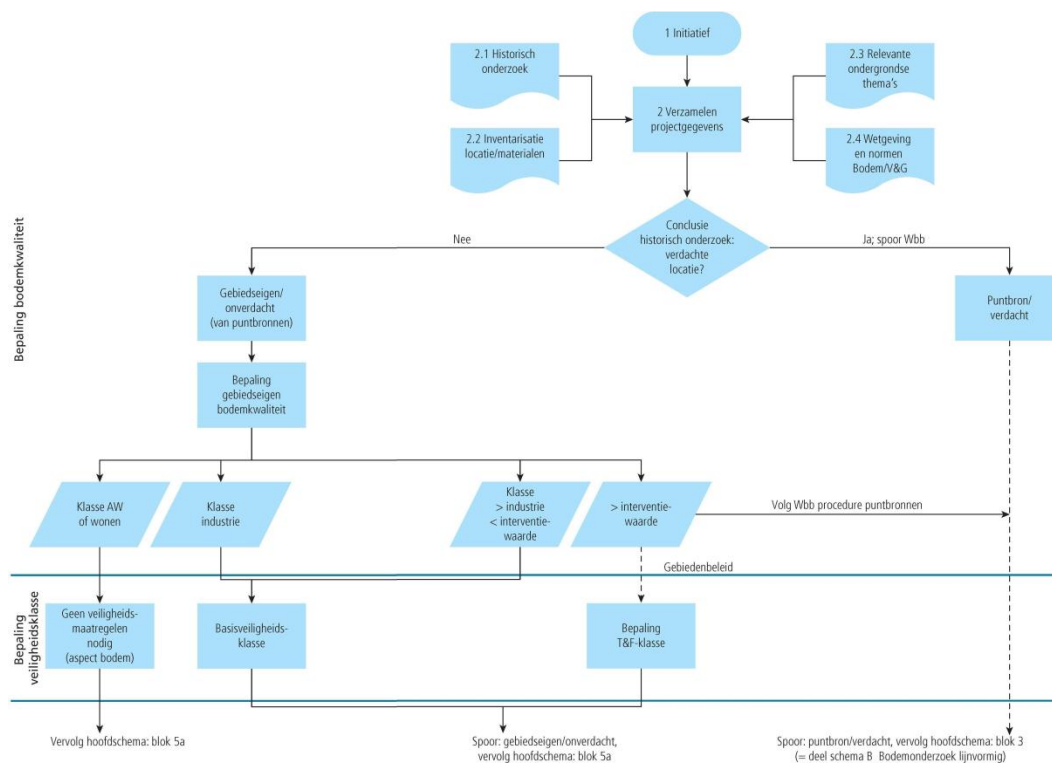 1 Initiatief
2.1 Historisch
onderzoek
2.3 Relevante
ondergrondse
thema's
2 Verzamelen
projectgegevens
2.2 Inventarisatie
locatie/materialen
2.4 Wetgeving
en normen
Bodem/V&G
Bepaling bodemkwaliteit
Conclusie
historisch onderzoek:
verdachte
locatie?
Nee
Ja; spoor Wbb
Gebiedseigen/
onverdacht
(van puntbronnen)
Puntbron/
verdacht
Bepaling
gebiedseigen
bodemkwaliteit
Klasse AW
of wonen
Klasse
industrie
Klasse
> industrie
< interventie-
waarde
> interventie-
waarde
Volg Wbb procedure puntbronnen
Gebiedenbeleid
Bepaling
veiligheidsklasse
Geen veiligheids-
maatregelen
nodig
(aspect bodem)
Basisveiligheids-
klasse
Bepaling
T&F-klasse
Vervolg hoofdschema: blok 5a
Spoor: gebiedseigen/onverdacht,
vervolg hoofdschema: blok 5a
Spoor: puntbron/verdacht, vervolg hoofdschema: blok 3
(= deel schema B Bodemonderzoek lijnvormig)